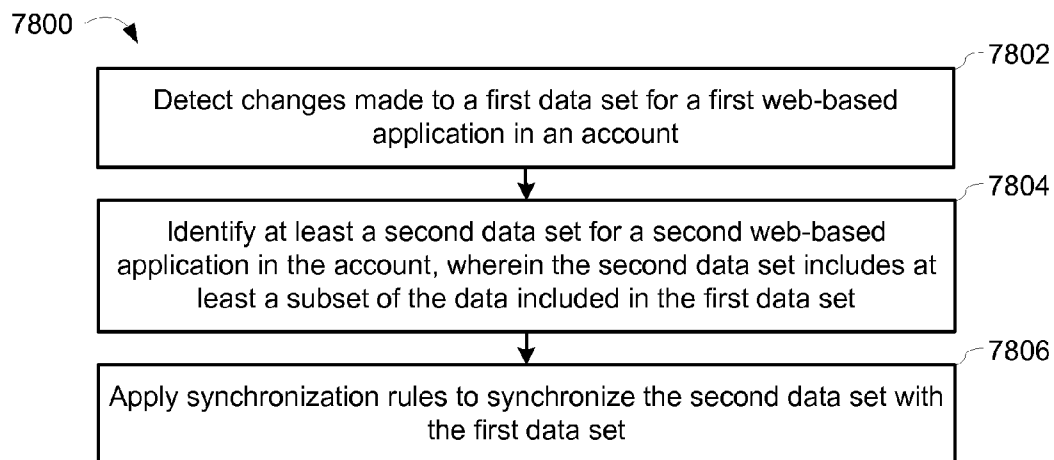 7800
7802
Detect changes made to a first data set for a first web-based
application in an account
7804
Identify at least a second data set for a second web-based
application in the account, wherein the second data set includes at
least a subset of the data included in the first data set
7806
Apply synchronization rules to synchronize the second data set with
the first data set